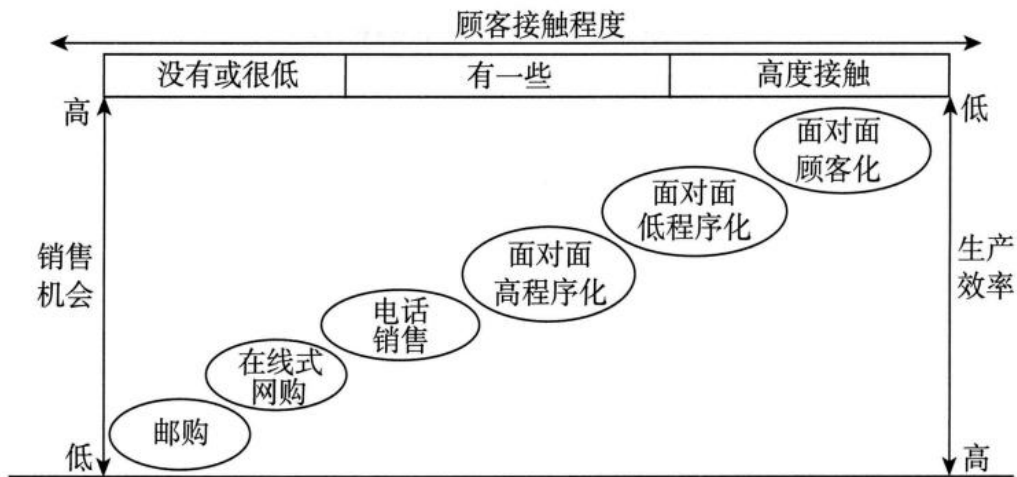 顾客接触程度
没有或很低
有一些
高度接触
高
低
面对面
顾客化
面对面
低程序化
销售
机会
面对面
高程序化
生产
效率
电话
销售
在线式
网购
邮购
低
高